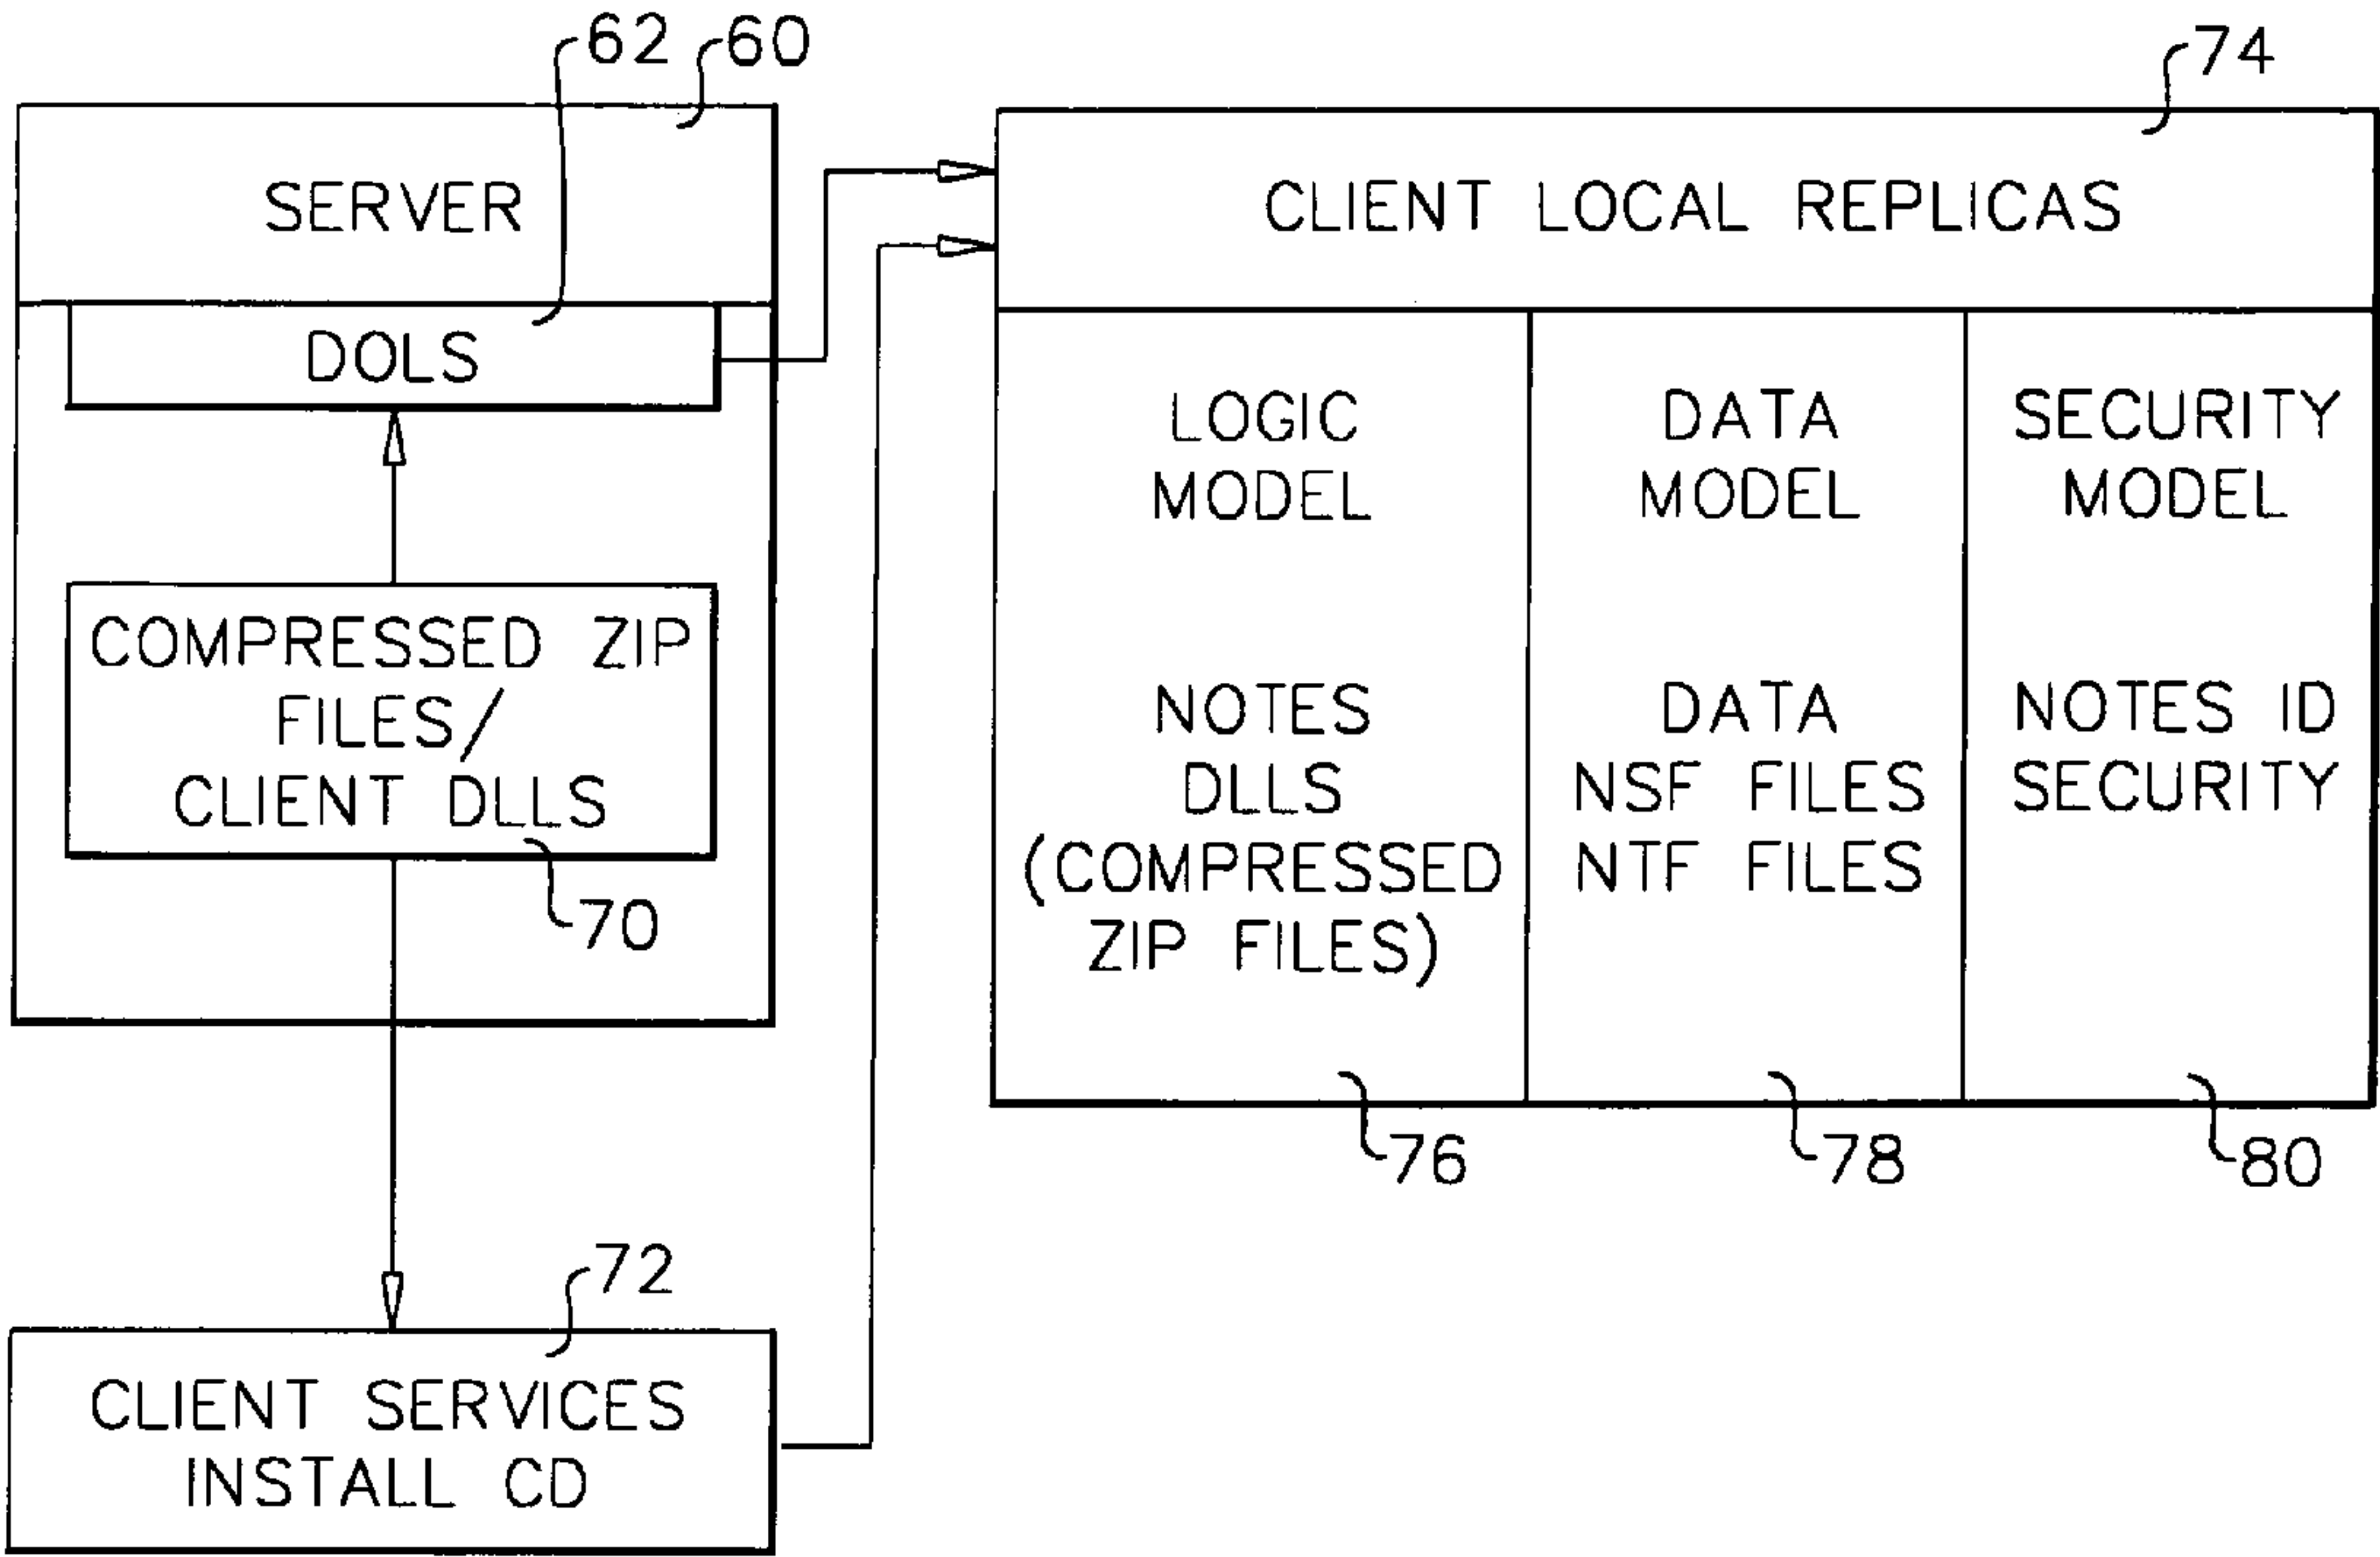 62
60
SERVER
DOLS
COMPRESSED ZIP
FILES/
CLIENT DLLS
70
72
CLIENT SERVICES
INSTALL CD
74
CLIENT LOCAL REPLICAS
LOGIC
MODEL
NOTES
DLLS
(COMPRESSED
ZIP FILES)
76
DATA
MODEL
DATA
NSF FILES
NTF FILES
78
SECURITY
MODEL
NOTES ID
SECURITY
80